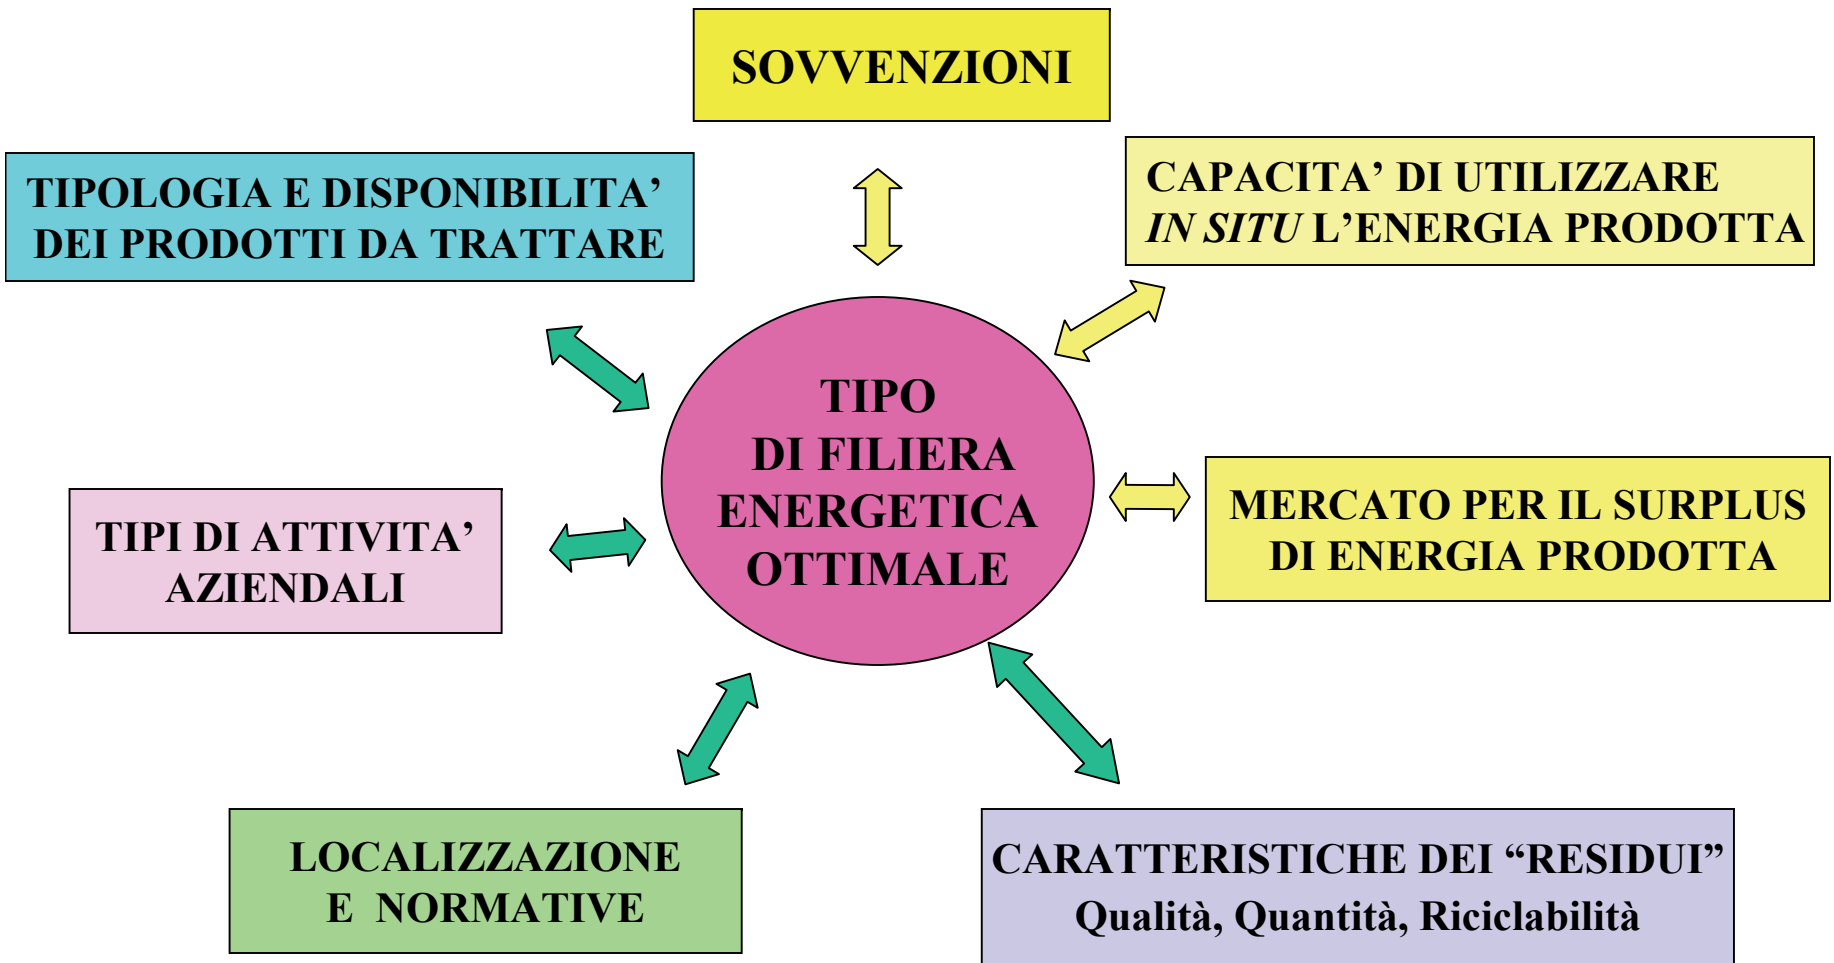 SOVVENZIONI
TIPOLOGIA E DISPONIBILITA’
DEI PRODOTTI DA TRATTARE
CAPACITA’ DI UTILIZZARE
IN SITU L’ENERGIA PRODOTTA
TIPO
DI FILIERA
ENERGETICA
OTTIMALE
TIPI DI ATTIVITA’
AZIENDALI
MERCATO PER IL SURPLUS
DI ENERGIA PRODOTTA
LOCALIZZAZIONE
E NORMATIVE
CARATTERISTICHE DEI “RESIDUI”
Qualità, Quantità, Riciclabilità